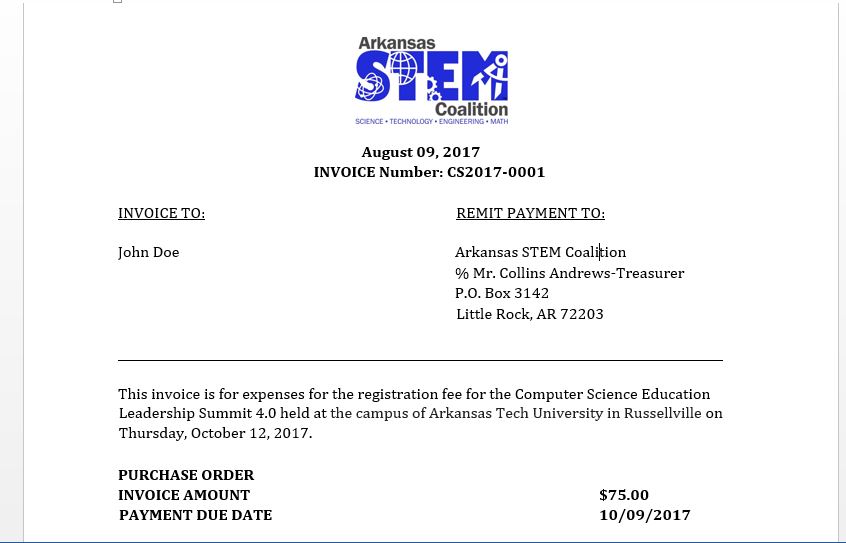 Arkansas
STEM
Coalition
SCIENCE • TECHNOLOGY • ENGINEERING • MATH
August 09, 2017
INVOICE Number: CS2017-0001
INVOICE TO:
REMIT PAYMENT TO:
John Doe
Arkansas STEM Coalition
% Mr. Collins Andrews-Treasurer
P.O. Box 3142
Little Rock, AR 72203
This invoice is for expenses for the registration fee for the Computer Science Education
Leadership Summit 4.0 held at the campus of Arkansas Tech University in Russellville on
Thursday, October 12, 2017.
PURCHASE ORDER
INVOICE AMOUNT $75.00
PAYMENT DUE DATE 10/09/2017